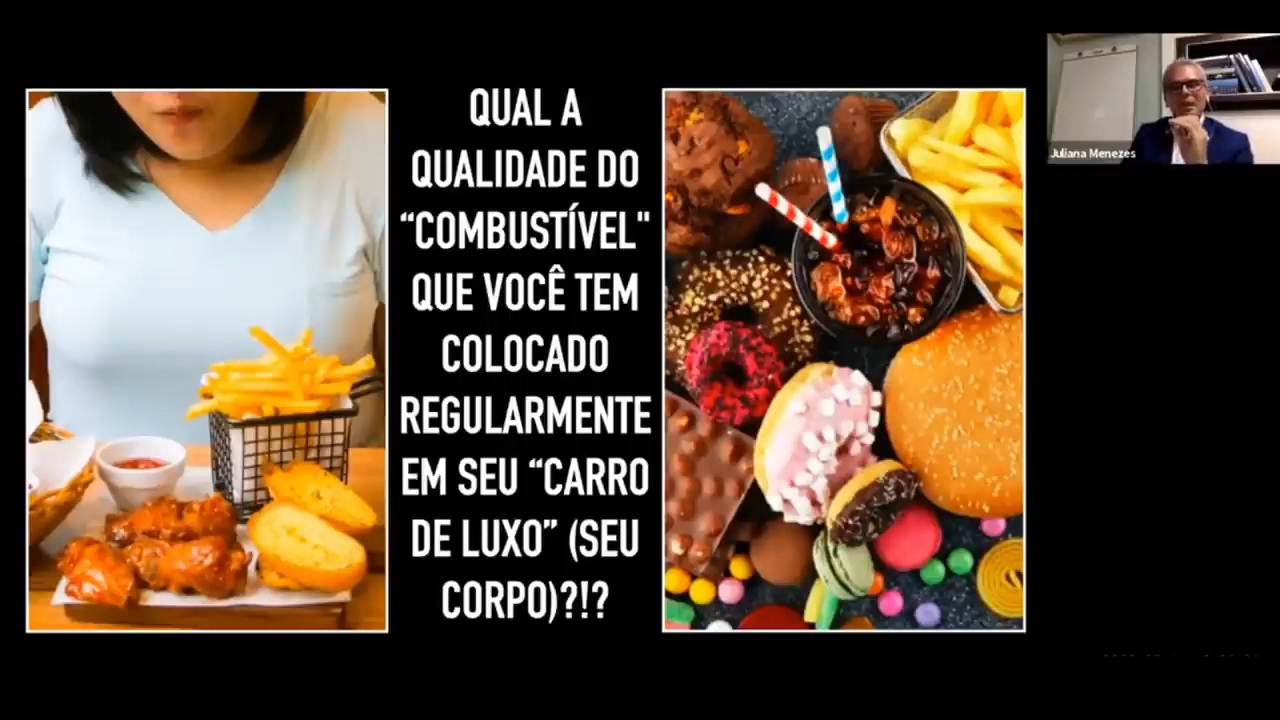 QUAL A
QUALIDADE DO
“COMBUSTÍVEL"
QUE VOCÊ TEM
COLOCADO
REGULARMENTE
EM SEU “CARRO
DE LUXO” (SEU
CORPO)?!?
Juliana Menezes